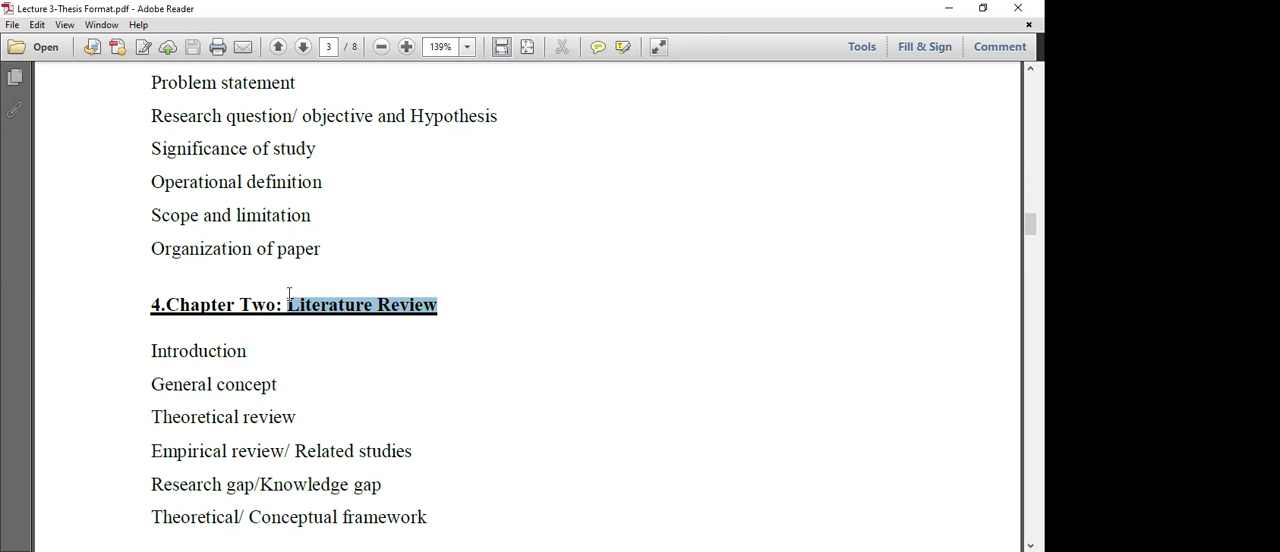 Lecture 3-Thesis Format.pdf - Adobe Reader
File Edit View Window Help
Open 3 / 8 139% Tools Fill & Sign Comment
Problem statement
Research question/ objective and Hypothesis
Significance of study
Operational definition
Scope and limitation
Organization of paper
4.Chapter Two: Literature Review
Introduction
General concept
Theoretical review
Empirical review/ Related studies
Research gap/Knowledge gap
Theoretical/ Conceptual framework